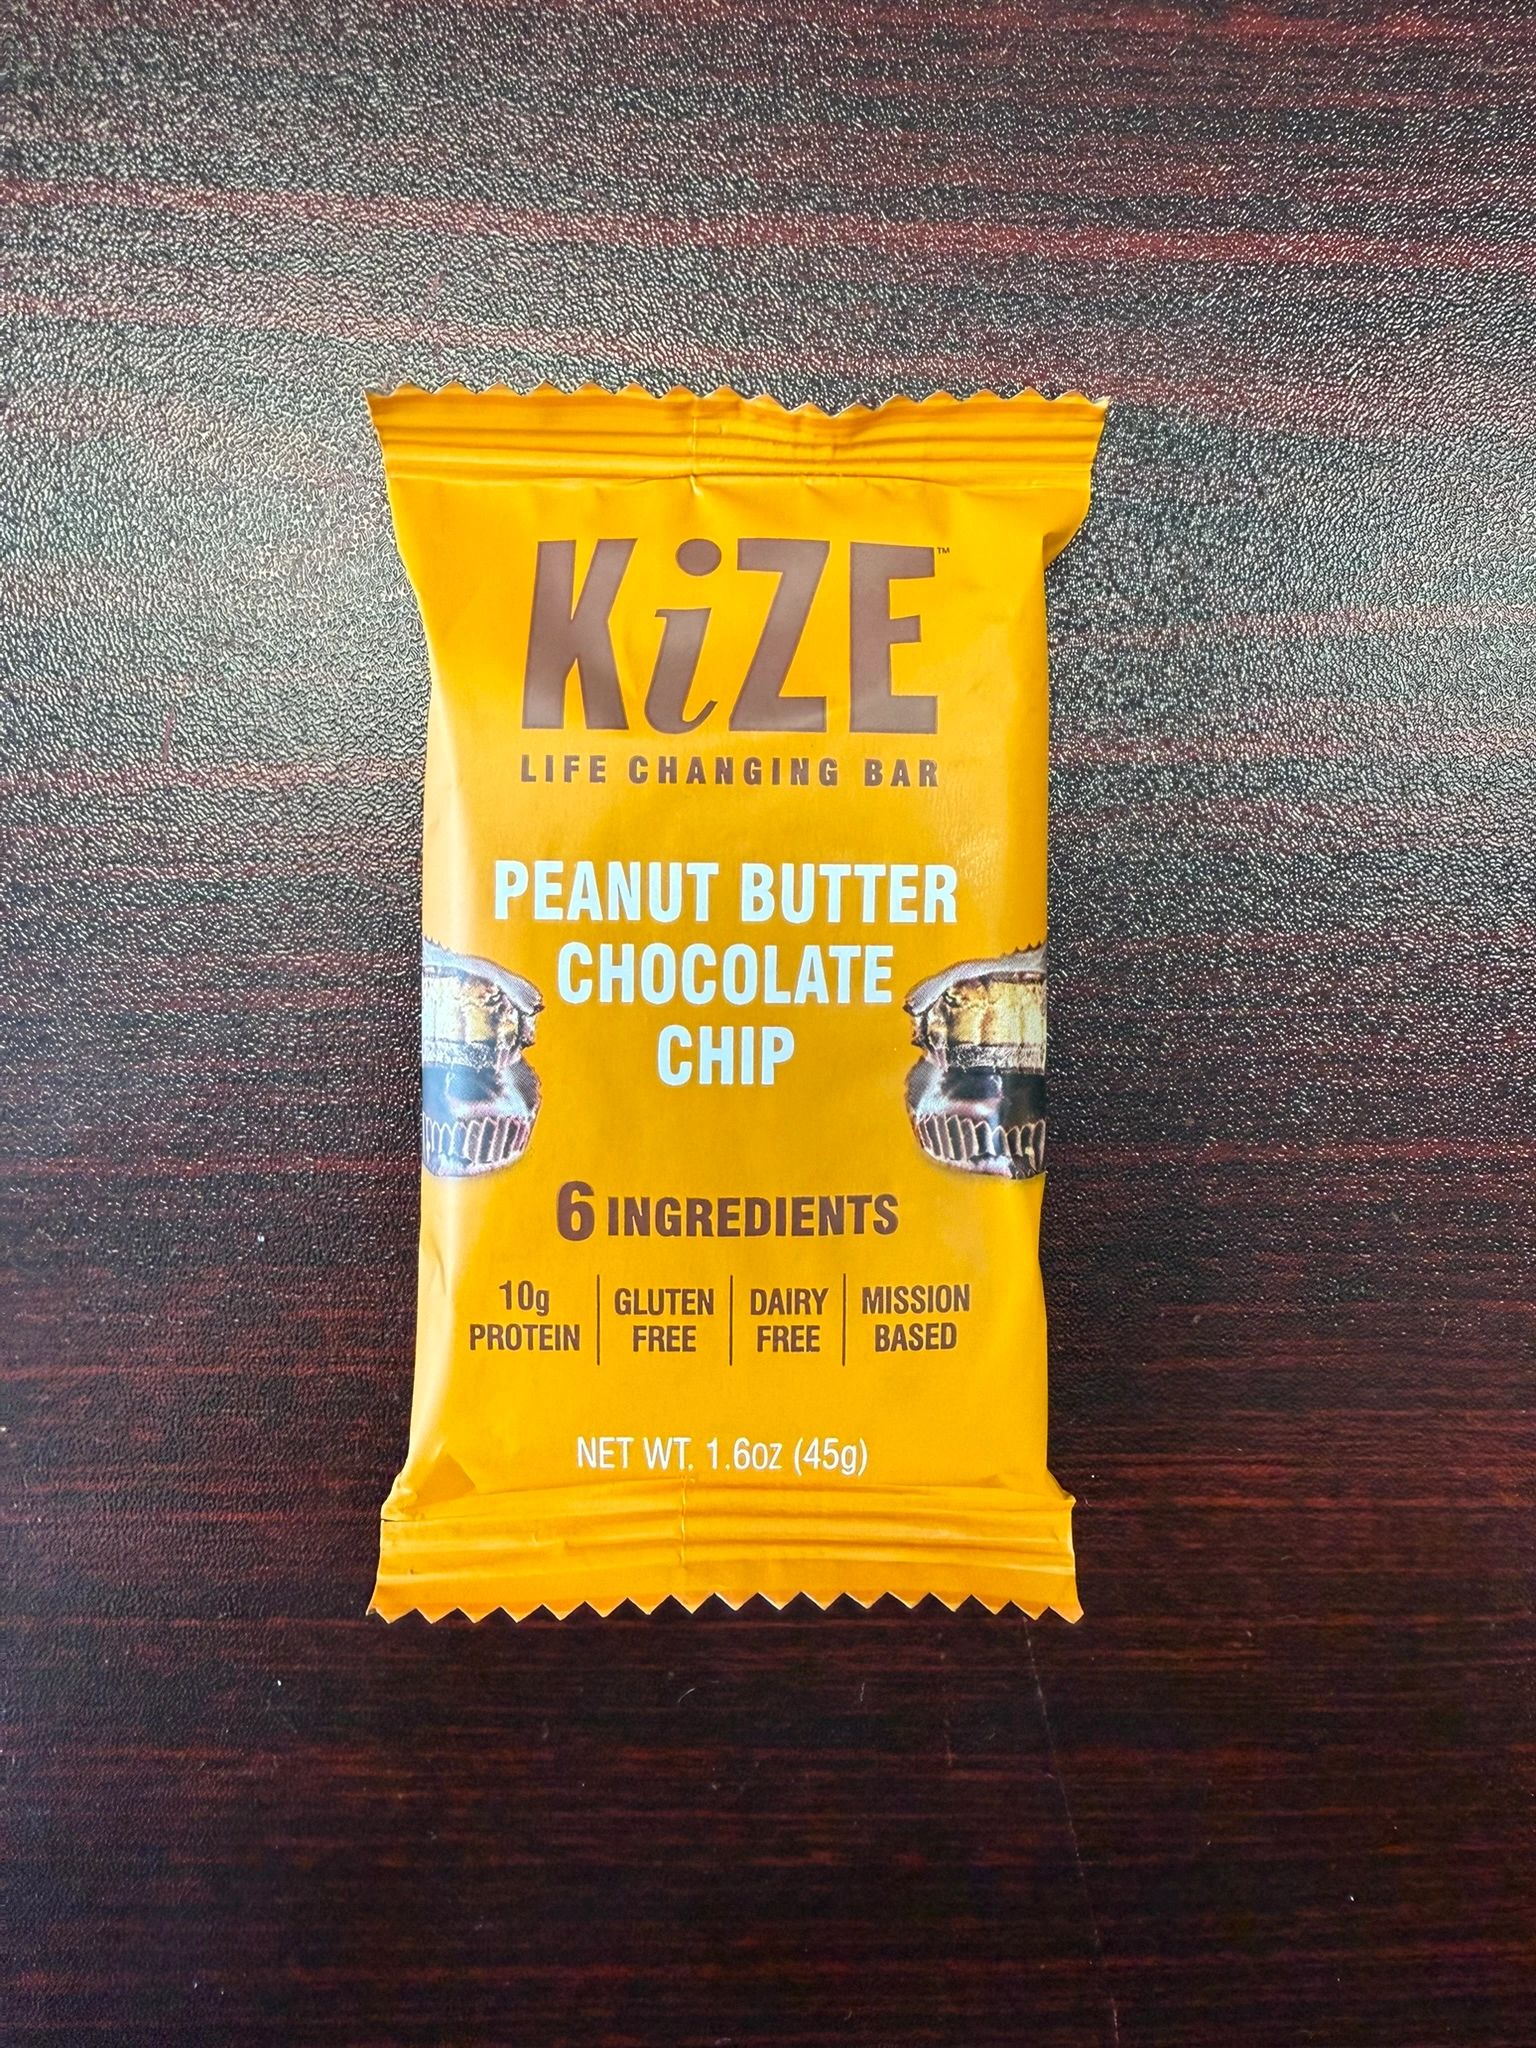 KiZE™
LIFE CHANGING BAR
PEANUT BUTTER
CHOCOLATE
CHIP
6 INGREDIENTS
10g PROTEIN
GLUTEN FREE
DAIRY FREE
MISSION BASED
NET WT. 1.6oz (45g)